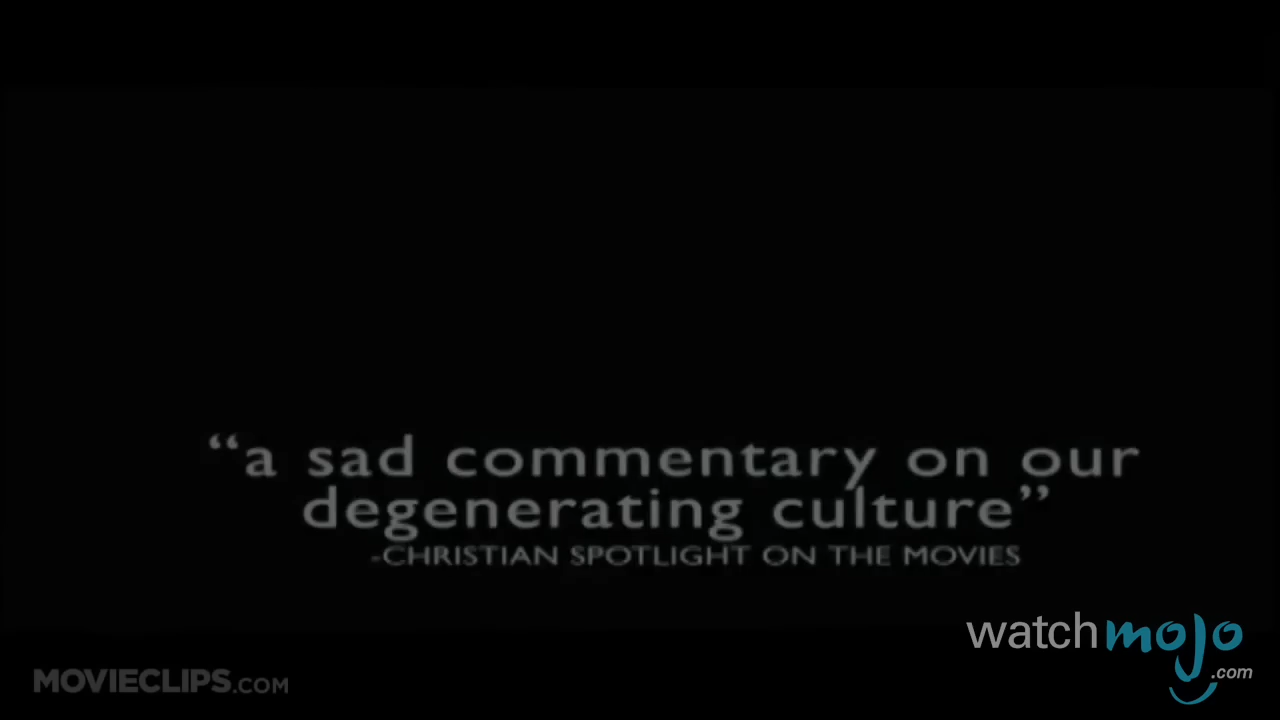 “a sad commentary on our
degenerating culture”
-CHRISTIAN SPOTLIGHT ON THE MOVIES
watchmojo
.com
MOVIECLIPS.COM